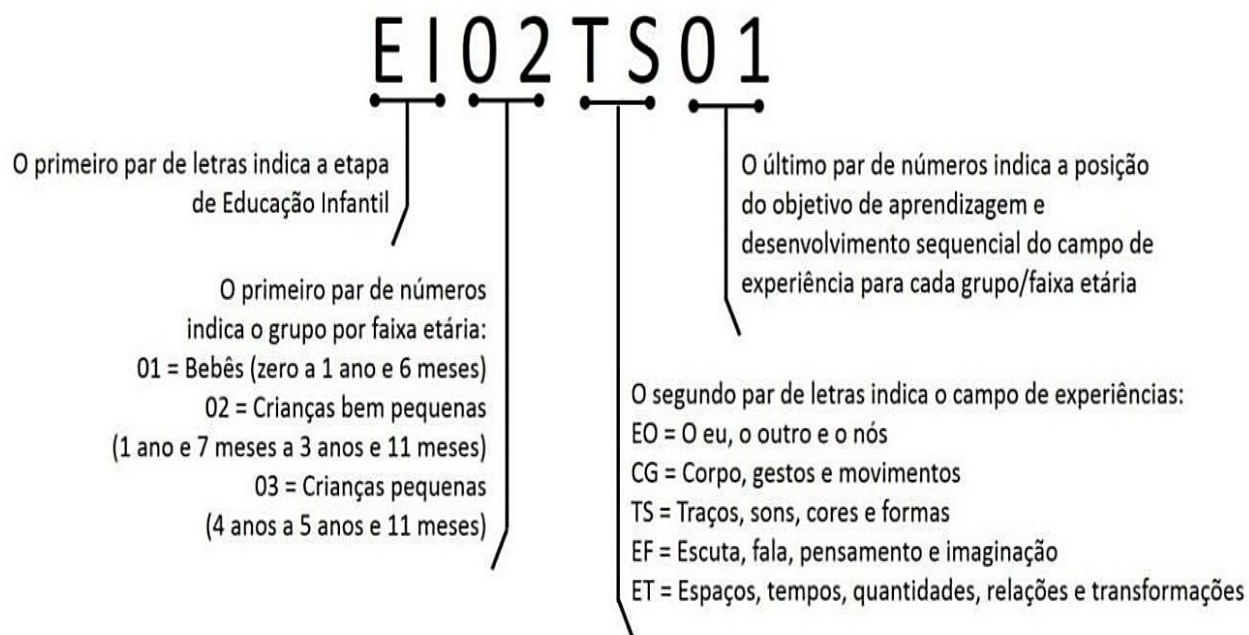 EI02TS01
O primeiro par de letras indica a etapa
de Educação Infantil
O primeiro par de números
indica o grupo por faixa etária:
01 = Bebês (zero a 1 ano e 6 meses)
02 = Crianças bem pequenas
(1 ano e 7 meses a 3 anos e 11 meses)
03 = Crianças pequenas
(4 anos a 5 anos e 11 meses)
O último par de números indica a posição
do objetivo de aprendizagem e
desenvolvimento sequencial do campo de
experiência para cada grupo/faixa etária
O segundo par de letras indica o campo de experiências:
EO = O eu, o outro e o nós
CG = Corpo, gestos e movimentos
TS = Traços, sons, cores e formas
EF = Escuta, fala, pensamento e imaginação
ET = Espaços, tempos, quantidades, relações e transformações